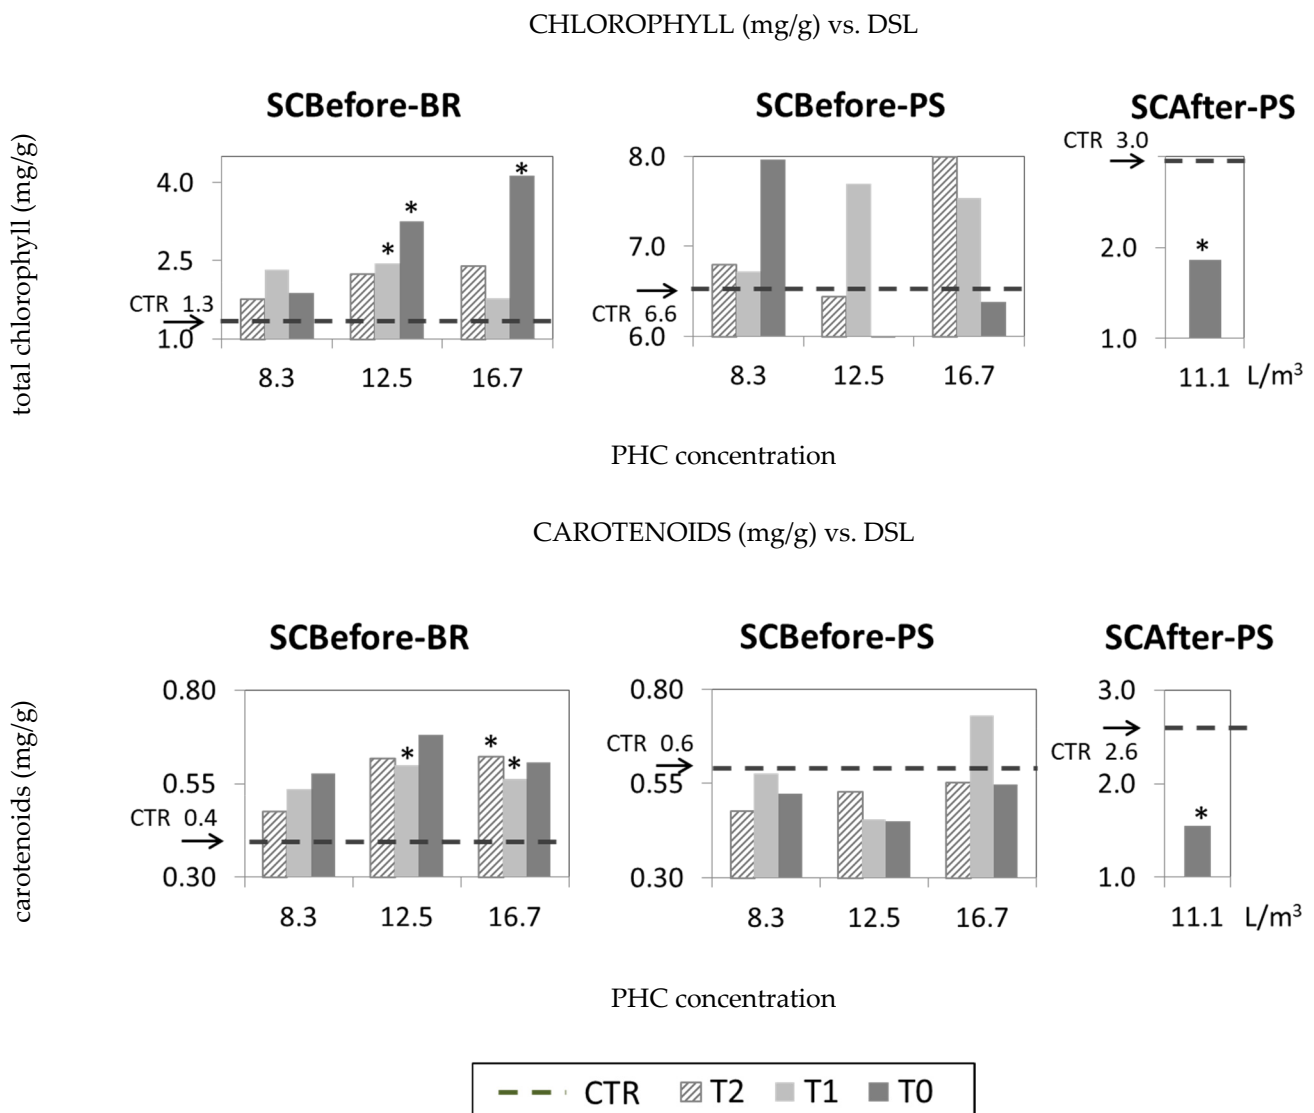 CHLOROPHYLL (mg/g) vs. DSL
SCBefore-BR
SCBefore-PS
SCAfter-PS
total chlorophyll (mg/g)
4.0
2.5
1.0
CTR 1.3
*
*
*
8.3 12.5 16.7
8.0
7.0
6.0
CTR 6.6
8.3 12.5 16.7
CTR 3.0
2.0
1.0
*
11.1 L/m³
PHC concentration
CAROTENOIDS (mg/g) vs. DSL
SCBefore-BR
SCBefore-PS
SCAfter-PS
carotenoids (mg/g)
0.80
0.55
0.30
CTR 0.4
*
*
*
8.3 12.5 16.7
0.80
0.55
0.30
CTR 0.6
8.3 12.5 16.7
3.0
2.0
1.0
CTR 2.6
*
11.1 L/m³
PHC concentration
CTR T2 T1 T0